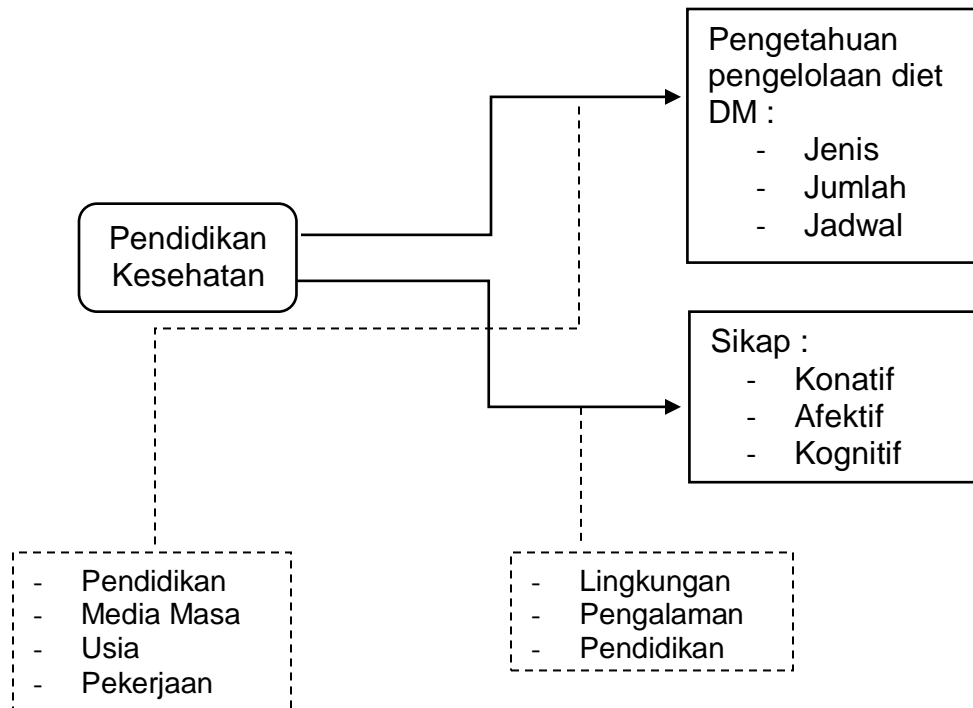 Pengetahuan
pengelolaan diet
DM :
- Jenis
- Jumlah
- Jadwal
Pendidikan
Kesehatan
Sikap :
- Konatif
- Afektif
- Kognitif
- Pendidikan
- Media Masa
- Usia
- Pekerjaan
- Lingkungan
- Pengalaman
- Pendidikan